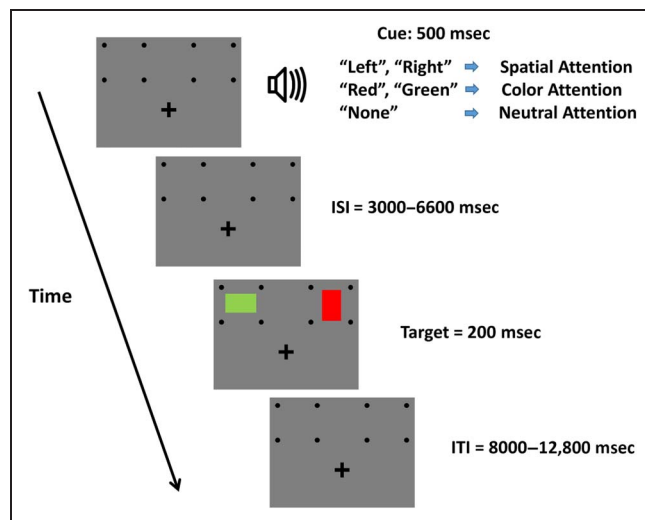 Cue: 500 msec
“Left”, “Right” Spatial Attention
“Red”, “Green” Color Attention
“None” Neutral Attention
ISI = 3000–6600 msec
Time
Target = 200 msec
ITI = 8000–12,800 msec